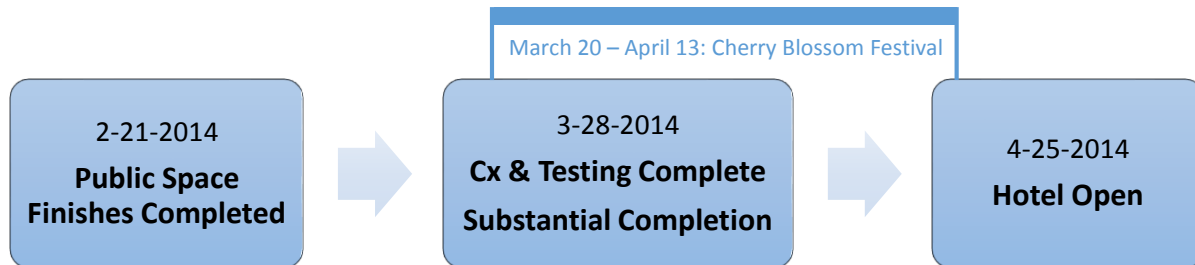 March 20 – April 13: Cherry Blossom Festival
2-21-2014
Public Space
Finishes Completed
3-28-2014
Cx & Testing Complete
Substantial Completion
4-25-2014
Hotel Open